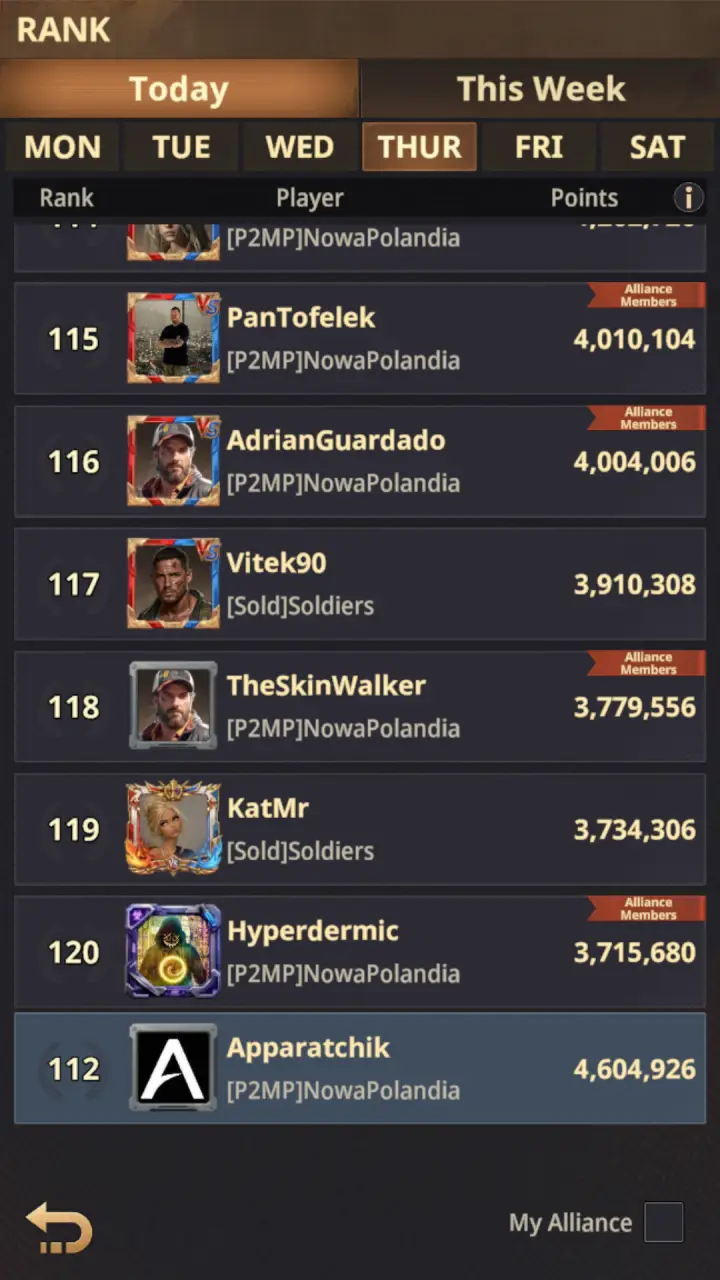 RANK
Today This Week
MON TUE WED THUR FRI SAT
Rank Player Points i
[P2MP]NowaPolandia
Alliance
Members
115 PanTofelek 4,010,104
[P2MP]NowaPolandia
Alliance
Members
116 AdrianGuardado 4,004,006
[P2MP]NowaPolandia
117 Vitek90 3,910,308
[Sold]Soldiers
Alliance
Members
118 TheSkinWalker 3,779,556
[P2MP]NowaPolandia
119 KatMr 3,734,306
[Sold]Soldiers
Alliance
Members
120 Hyperdermic 3,715,680
[P2MP]NowaPolandia
112 Apparatchik 4,604,926
[P2MP]NowaPolandia
My Alliance